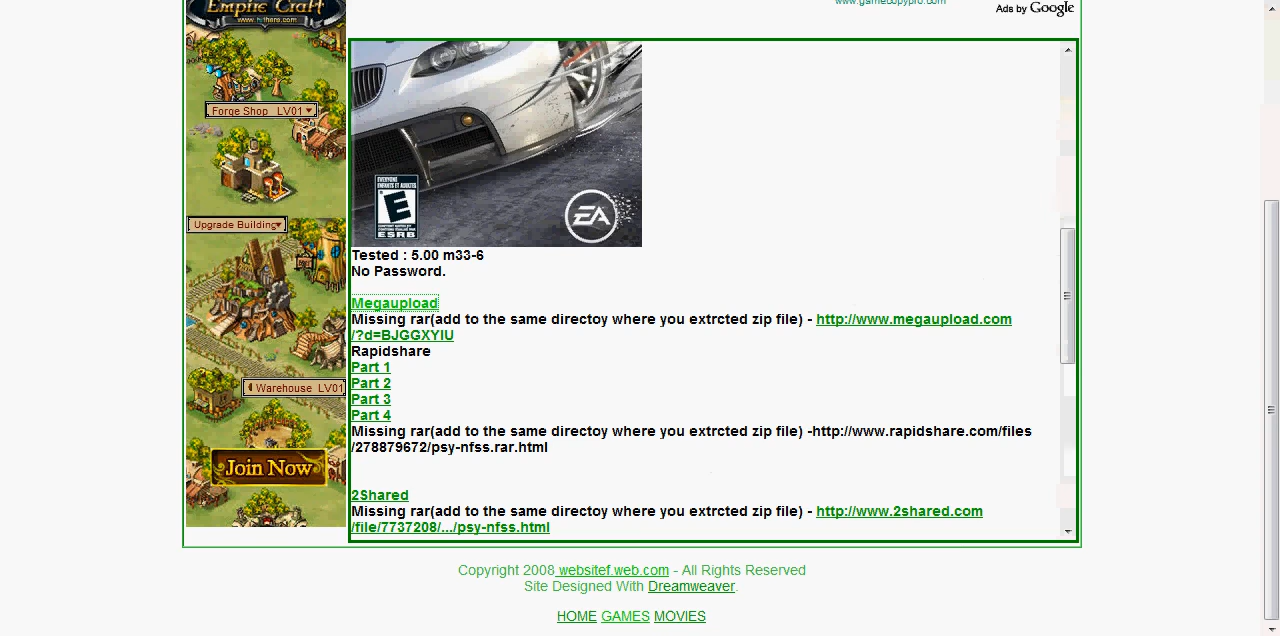 Empire Craft
www.hithere.com
www.gamecopypro.com
Ads by Google
Forge Shop LV01
Upgrade Building
Warehouse LV01
Join Now
EVERYONE
E
ESRB
EA
Tested : 5.00 m33-6
No Password.
Megaupload
Missing rar(add to the same directoy where you extrcted zip file) - http://www.megaupload.com
/?d=BJGGXYIU
Rapidshare
Part 1
Part 2
Part 3
Part 4
Missing rar(add to the same directoy where you extrcted zip file) -http://www.rapidshare.com/files
/278879672/psy-nfss.rar.html
2Shared
Missing rar(add to the same directoy where you extrcted zip file) - http://www.2shared.com
/file/7737208/.../psy-nfss.html
Copyright 2008 websitef.web.com - All Rights Reserved
Site Designed With Dreamweaver.
HOME GAMES MOVIES